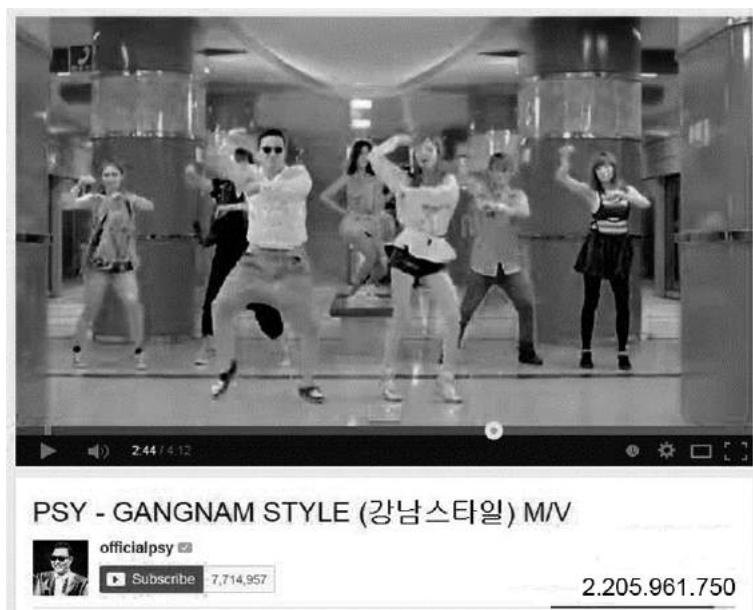 2:44 / 4:12
PSY - GANGNAM STYLE (강남스타일) M/V
officialpsy
Subscribe 7,714,957
2.205.961.750